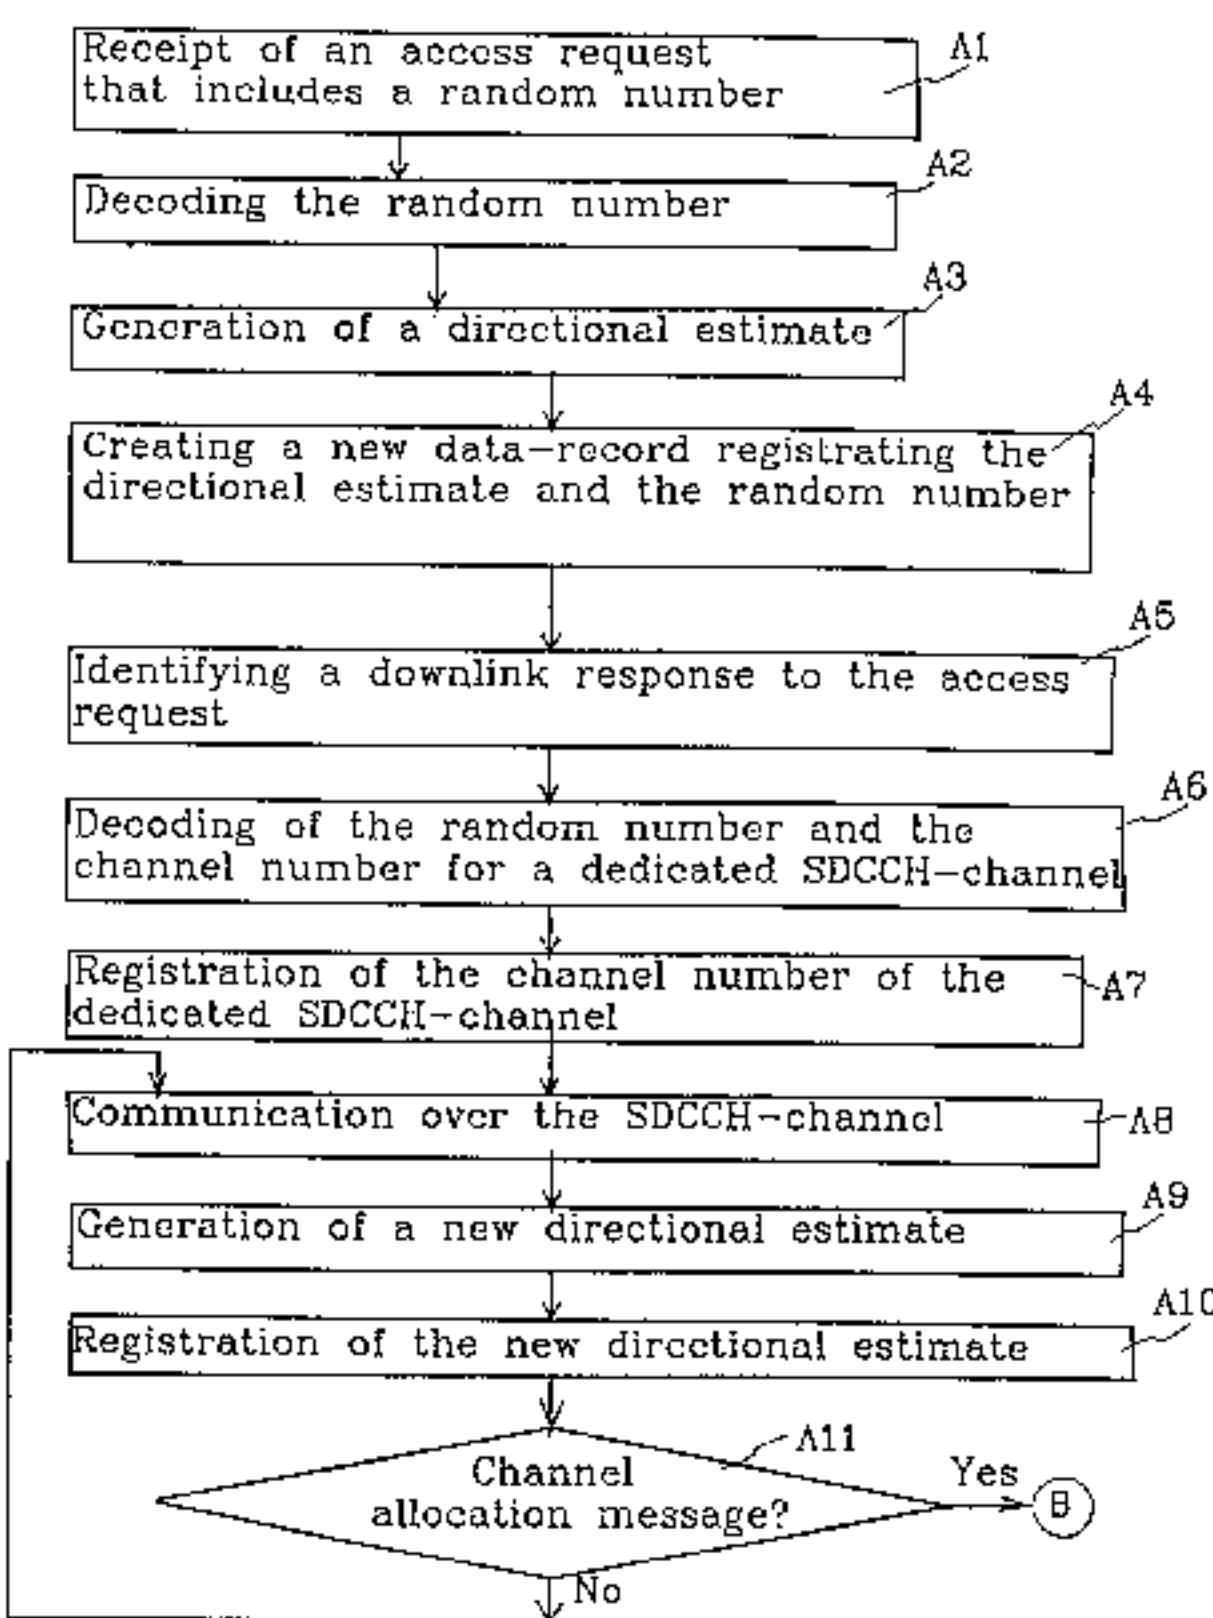 Receipt of an access request
that includes a random number
A1
Decoding the random number
A2
Generation of a directional estimate
A3
Creating a new data-record registrating the
directional estimate and the random number
A4
Identifying a downlink response to the access
request
A5
Decoding of the random number and the
channel number for a dedicated SDCCH-channel
A6
Registration of the channel number of the
dedicated SDCCH-channel
A7
Communication over the SDCCH-channel
A8
Generation of a new directional estimate
A9
Registration of the new directional estimate
A10
Channel
allocation message?
A11
Yes
B
No